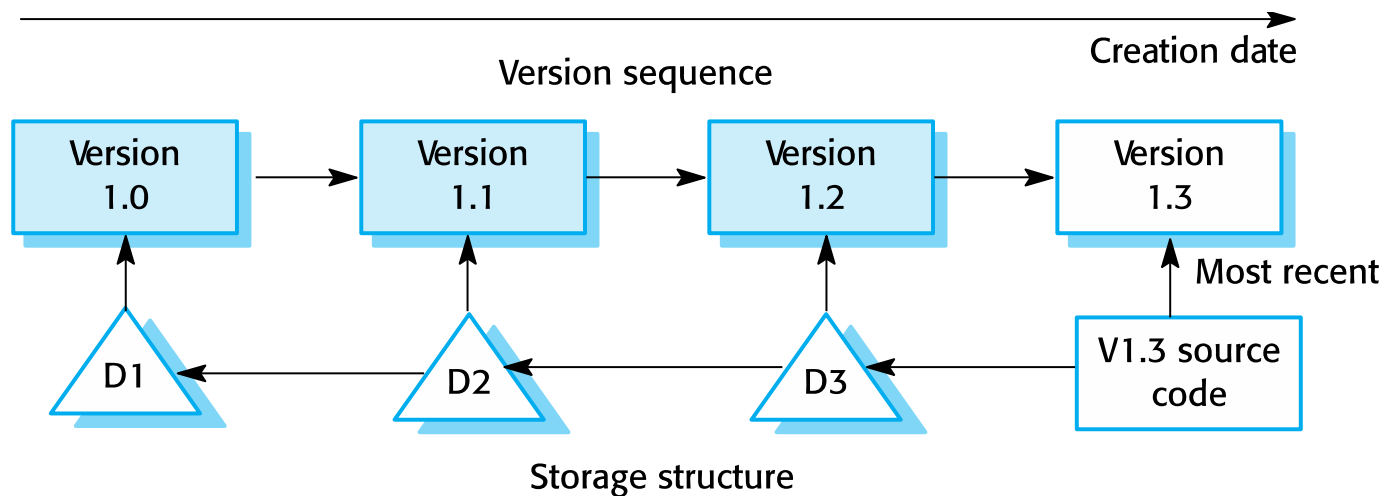 Creation date
Version sequence
Version
1.0
Version
1.1
Version
1.2
Version
1.3
Most recent
D1
D2
D3
V1.3 source
code
Storage structure